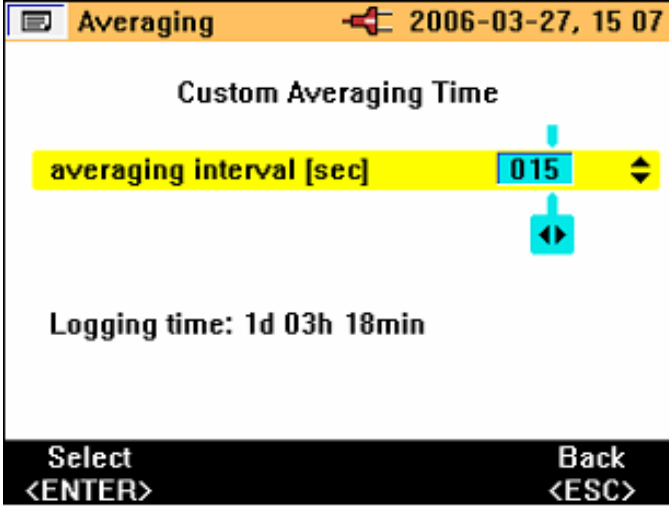 Averaging 2006-03-27, 15 07
Custom Averaging Time
averaging interval [sec] 015
Logging time: 1d 03h 18min
Select Back
<ENTER> <ESC>